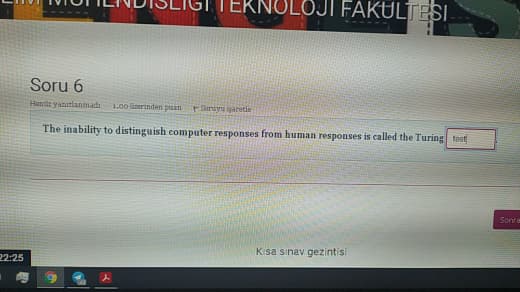 MÜHENDİSLİĞİ TEKNOLOJİ FAKÜLTESİ
Soru 6
Henüz yanıtlanmadı 1,00 üzerinden puan Soruyu işaretle
The inability to distinguish computer responses from human responses is called the Turing test
Sonra
Kısa sınav gezintisi
22:25